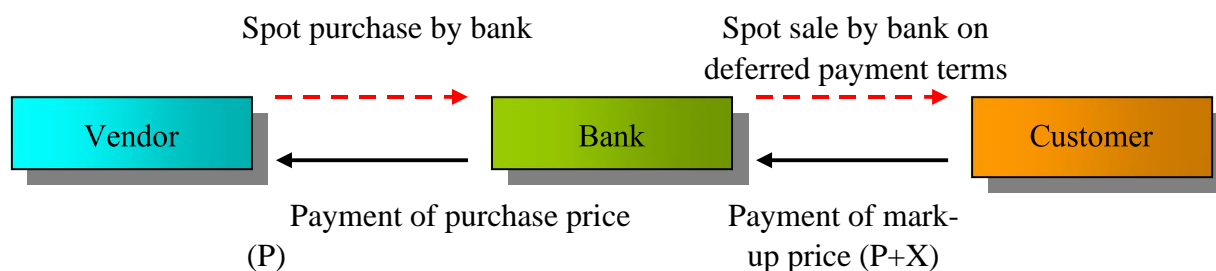 Spot purchase by bank
Spot sale by bank on
deferred payment terms
Vendor
Bank
Customer
Payment of purchase price
(P)
Payment of mark-
up price (P+X)